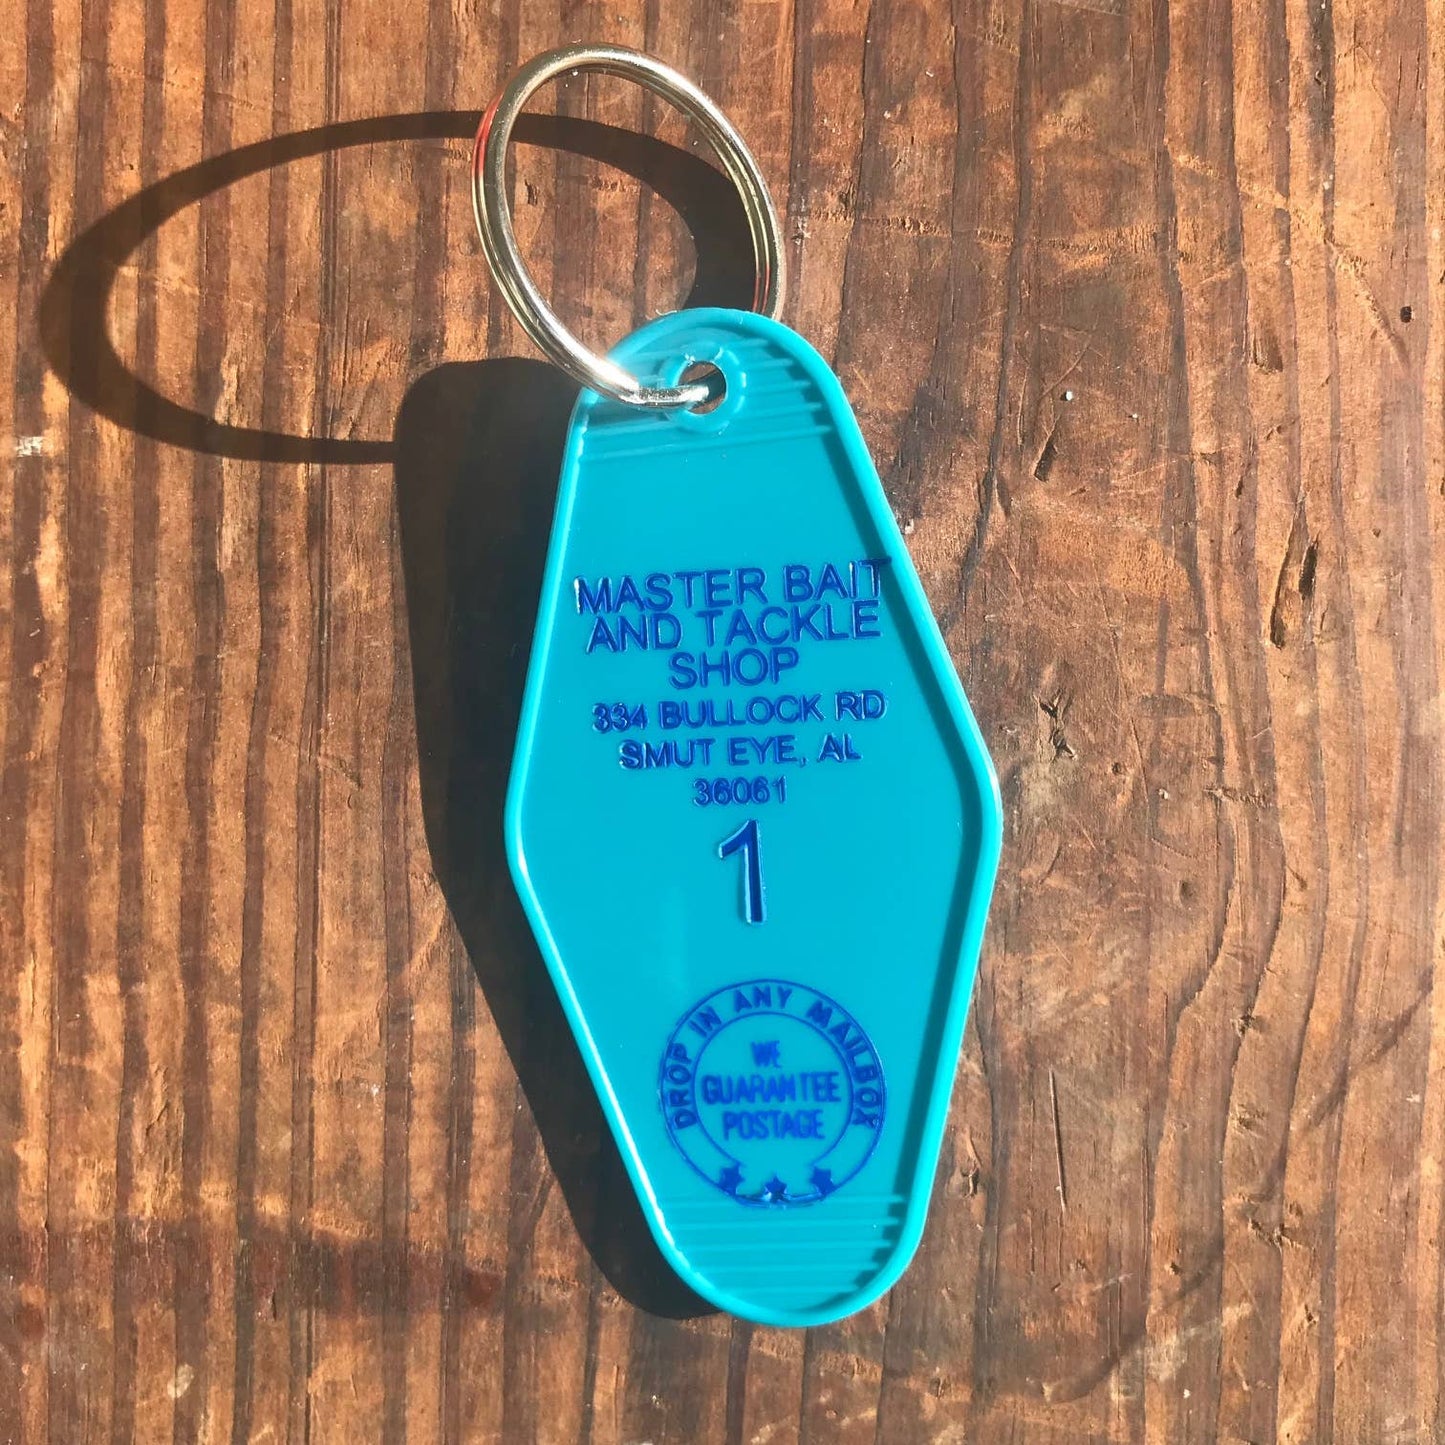 MASTER BAIT
AND TACKLE
SHOP
334 BULLOCK RD
SMUT EYE, AL
36061
1
DROP IN ANY MAILBOX
WE
GUARANTEE
POSTAGE